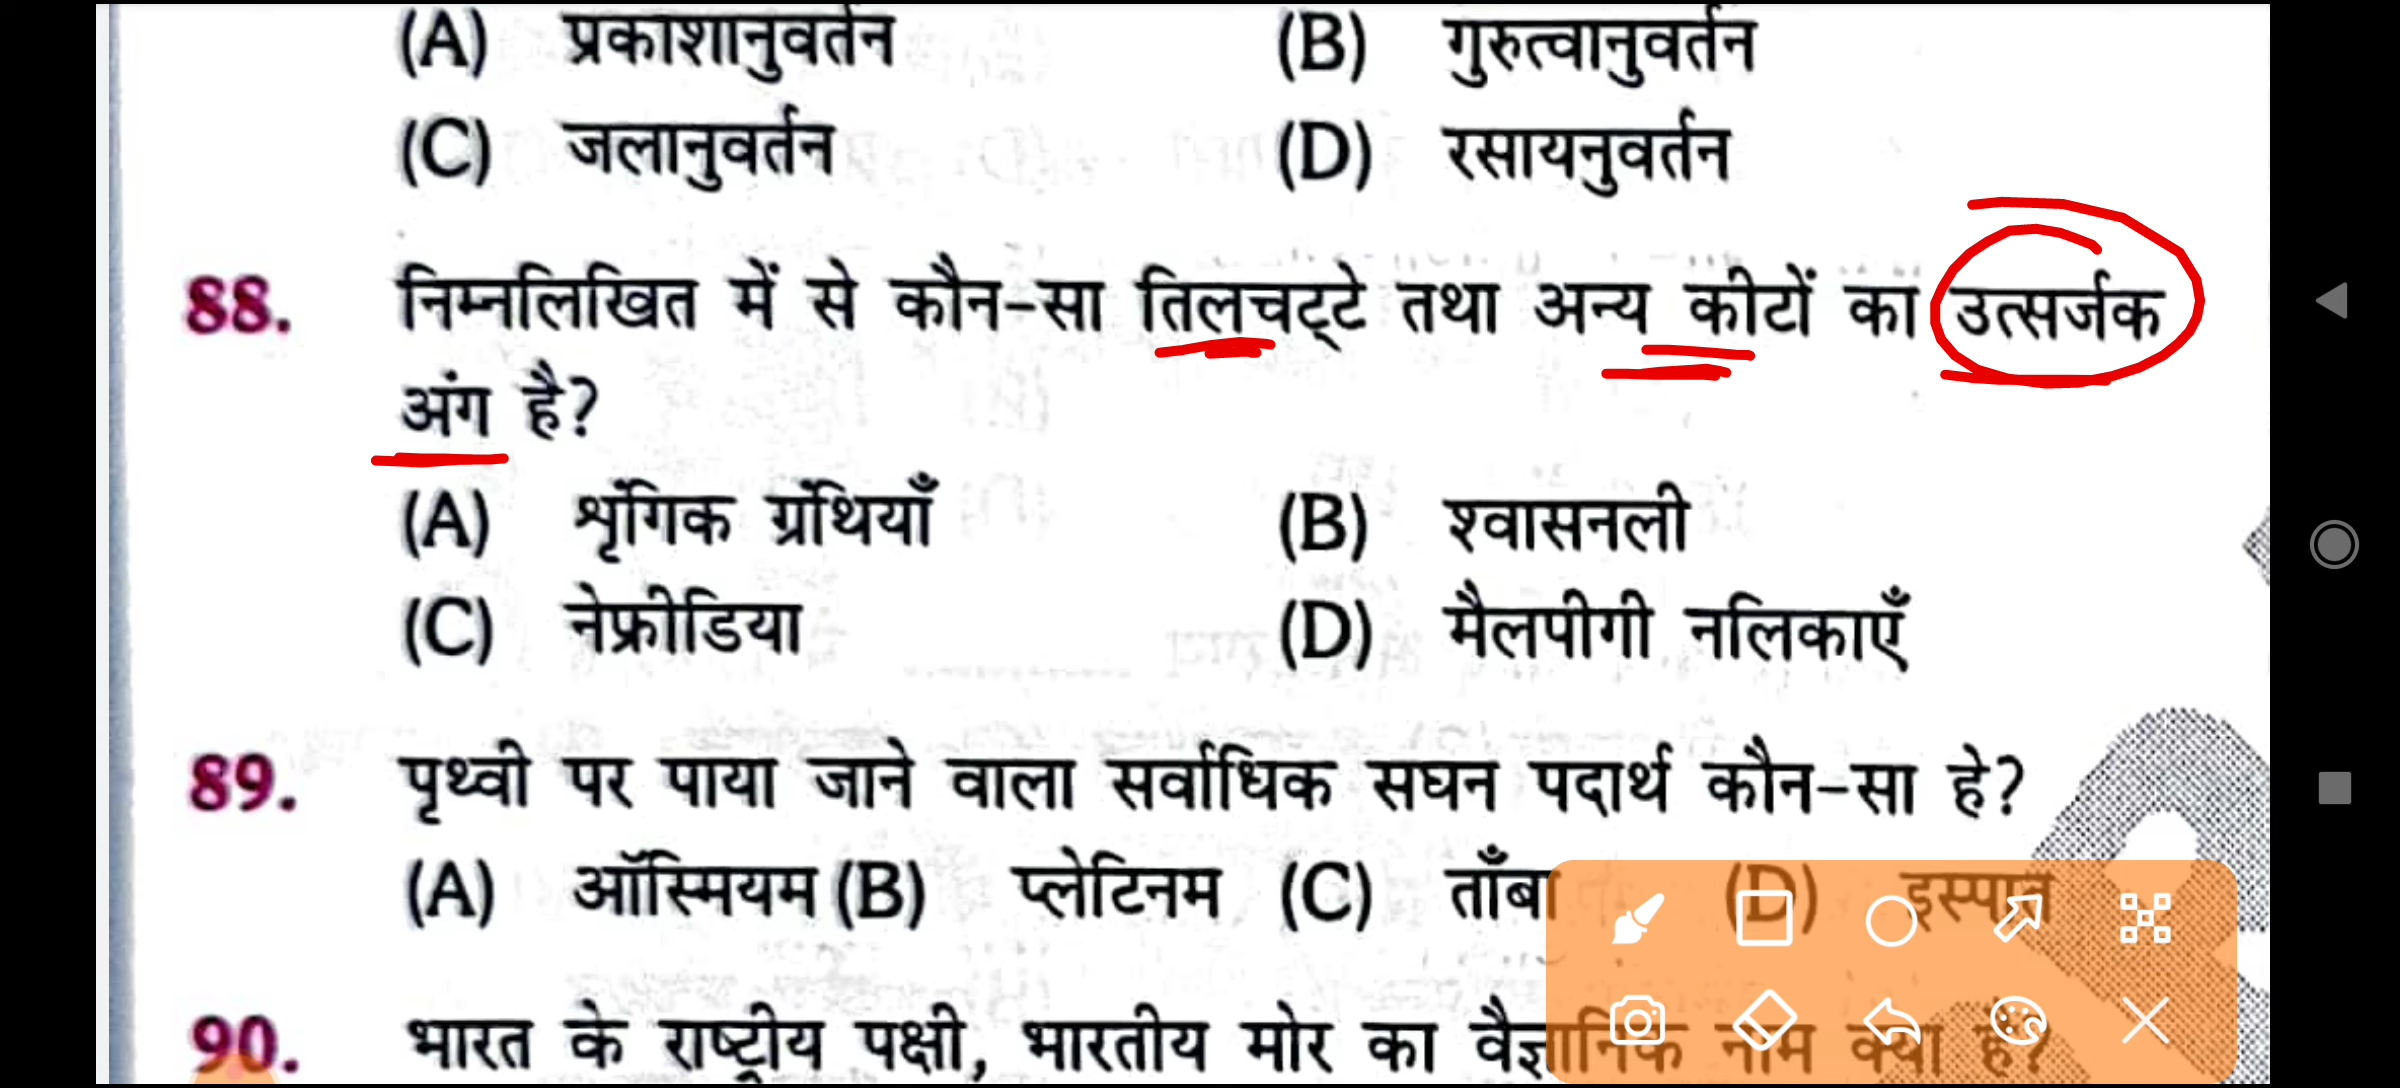 (A) प्रकाशानुवर्तन (B) गुरुत्वानुवर्तन
(C) जलानुवर्तन (D) रसायनुवर्तन
88. निम्नलिखित में से कौन-सा तिलचट्टे तथा अन्य कीटों का उत्सर्जक
अंग है?
(A) शृंगिक ग्रंथियाँ (B) श्वासनली
(C) नेफ्रीडिया (D) मैलपीगी नलिकाएँ
89. पृथ्वी पर पाया जाने वाला सर्वाधिक सघन पदार्थ कौन-सा हे?
(A) ऑस्मियम (B) प्लेटिनम (C) ताँबा (D) इस्पात
90. भारत के राष्ट्रीय पक्षी, भारतीय मोर का वैज्ञानिक नाम क्या है?